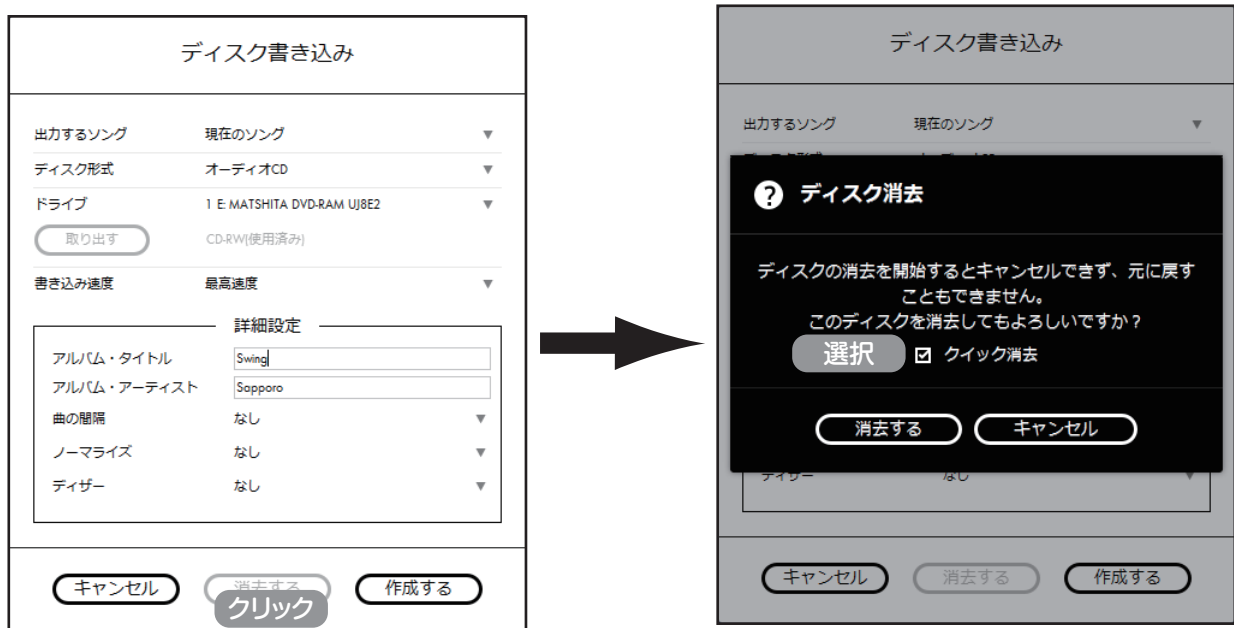 ディスク書き込み
出力するソング 現在のソング ▼
ディスク形式 オーディオCD ▼
ドライブ 1 E: MATSHITA DVD-RAM UJ8E2 ▼
取り出す CD-RW(使用済み)
書き込み速度 最高速度 ▼
詳細設定
アルバム・タイトル Swing
アルバム・アーティスト Sapporo
曲の間隔 なし ▼
ノーマライズ なし ▼
ディザー なし ▼
キャンセル 消去する 作成する
クリック
ディスク書き込み
出力するソング 現在のソング ▼
? ディスク消去
ディスクの消去を開始するとキャンセルできず、元に戻す
こともできません。
このディスクを消去してもよろしいですか?
選択 クイック消去
消去する キャンセル
ディザー なし
キャンセル 消去する 作成する